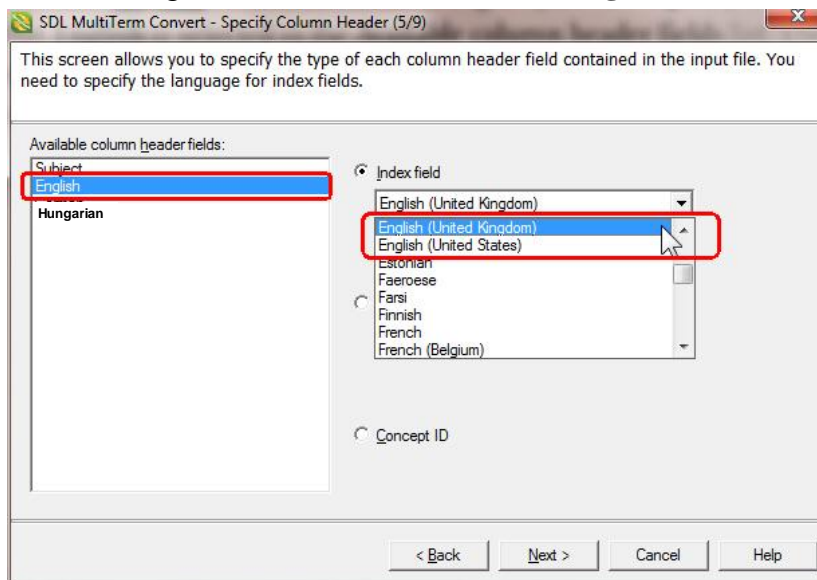 SDL MultiTerm Convert - Specify Column Header (5/9)
This screen allows you to specify the type of each column header field contained in the input file. You
need to specify the language for index fields.
Available column header fields:
Subject
English
Hungarian
Index field
English (United Kingdom)
English (United Kingdom)
English (United States)
Estonian
Faeroese
Farsi
Finnish
French
French (Belgium)
Concept ID
< Back
Next >
Cancel
Help